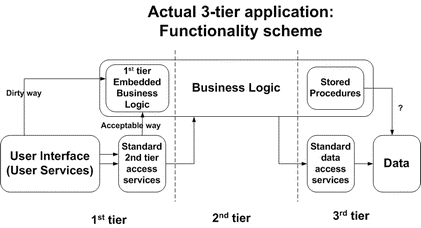 Actual 3-tier application:
Functionality scheme
1st tier
Embedded
Business
Logic
Business Logic
Stored
Procedures
Dirty way
Acceptable way
?
User Interface
(User Services)
Standard
2nd tier
access
services
Standard
data
access
services
Data
1st tier
2nd tier
3rd tier